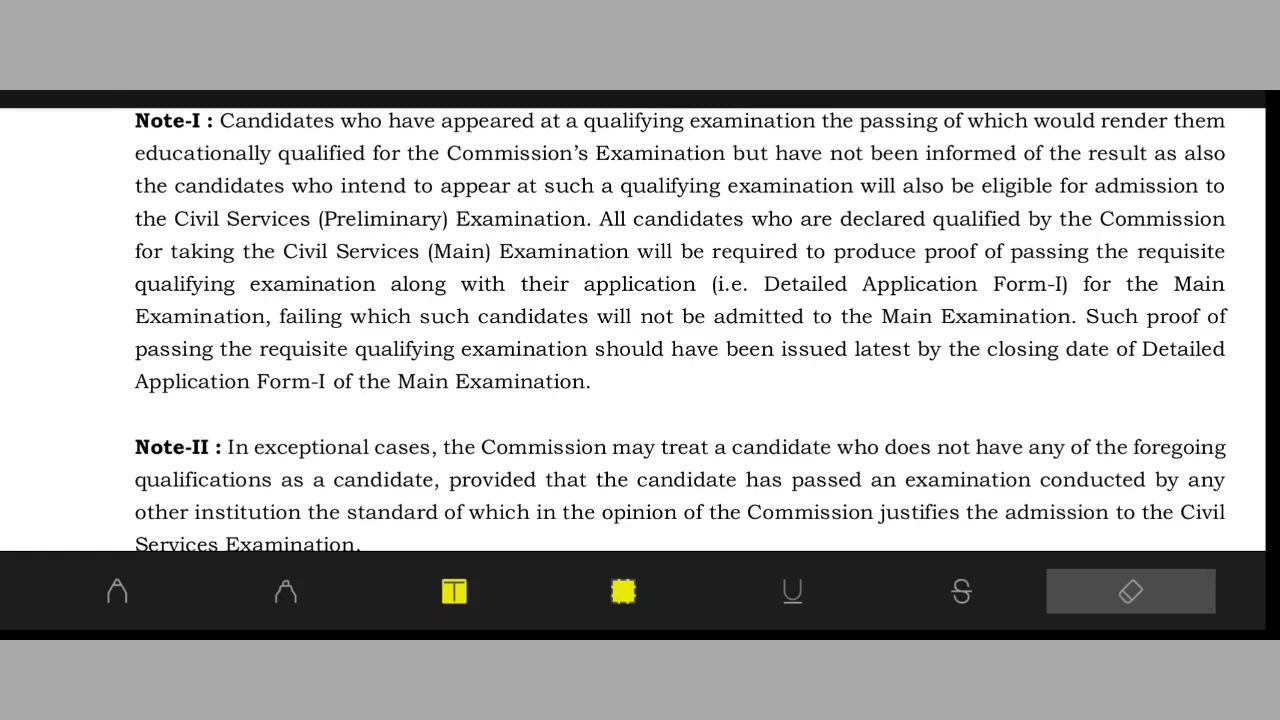 Note-I : Candidates who have appeared at a qualifying examination the passing of which would render them
educationally qualified for the Commission's Examination but have not been informed of the result as also
the candidates who intend to appear at such a qualifying examination will also be eligible for admission to
the Civil Services (Preliminary) Examination. All candidates who are declared qualified by the Commission
for taking the Civil Services (Main) Examination will be required to produce proof of passing the requisite
qualifying examination along with their application (i.e. Detailed Application Form-I) for the Main
Examination, failing which such candidates will not be admitted to the Main Examination. Such proof of
passing the requisite qualifying examination should have been issued latest by the closing date of Detailed
Application Form-I of the Main Examination.
Note-II : In exceptional cases, the Commission may treat a candidate who does not have any of the foregoing
qualifications as a candidate, provided that the candidate has passed an examination conducted by any
other institution the standard of which in the opinion of the Commission justifies the admission to the Civil
Services Examination.